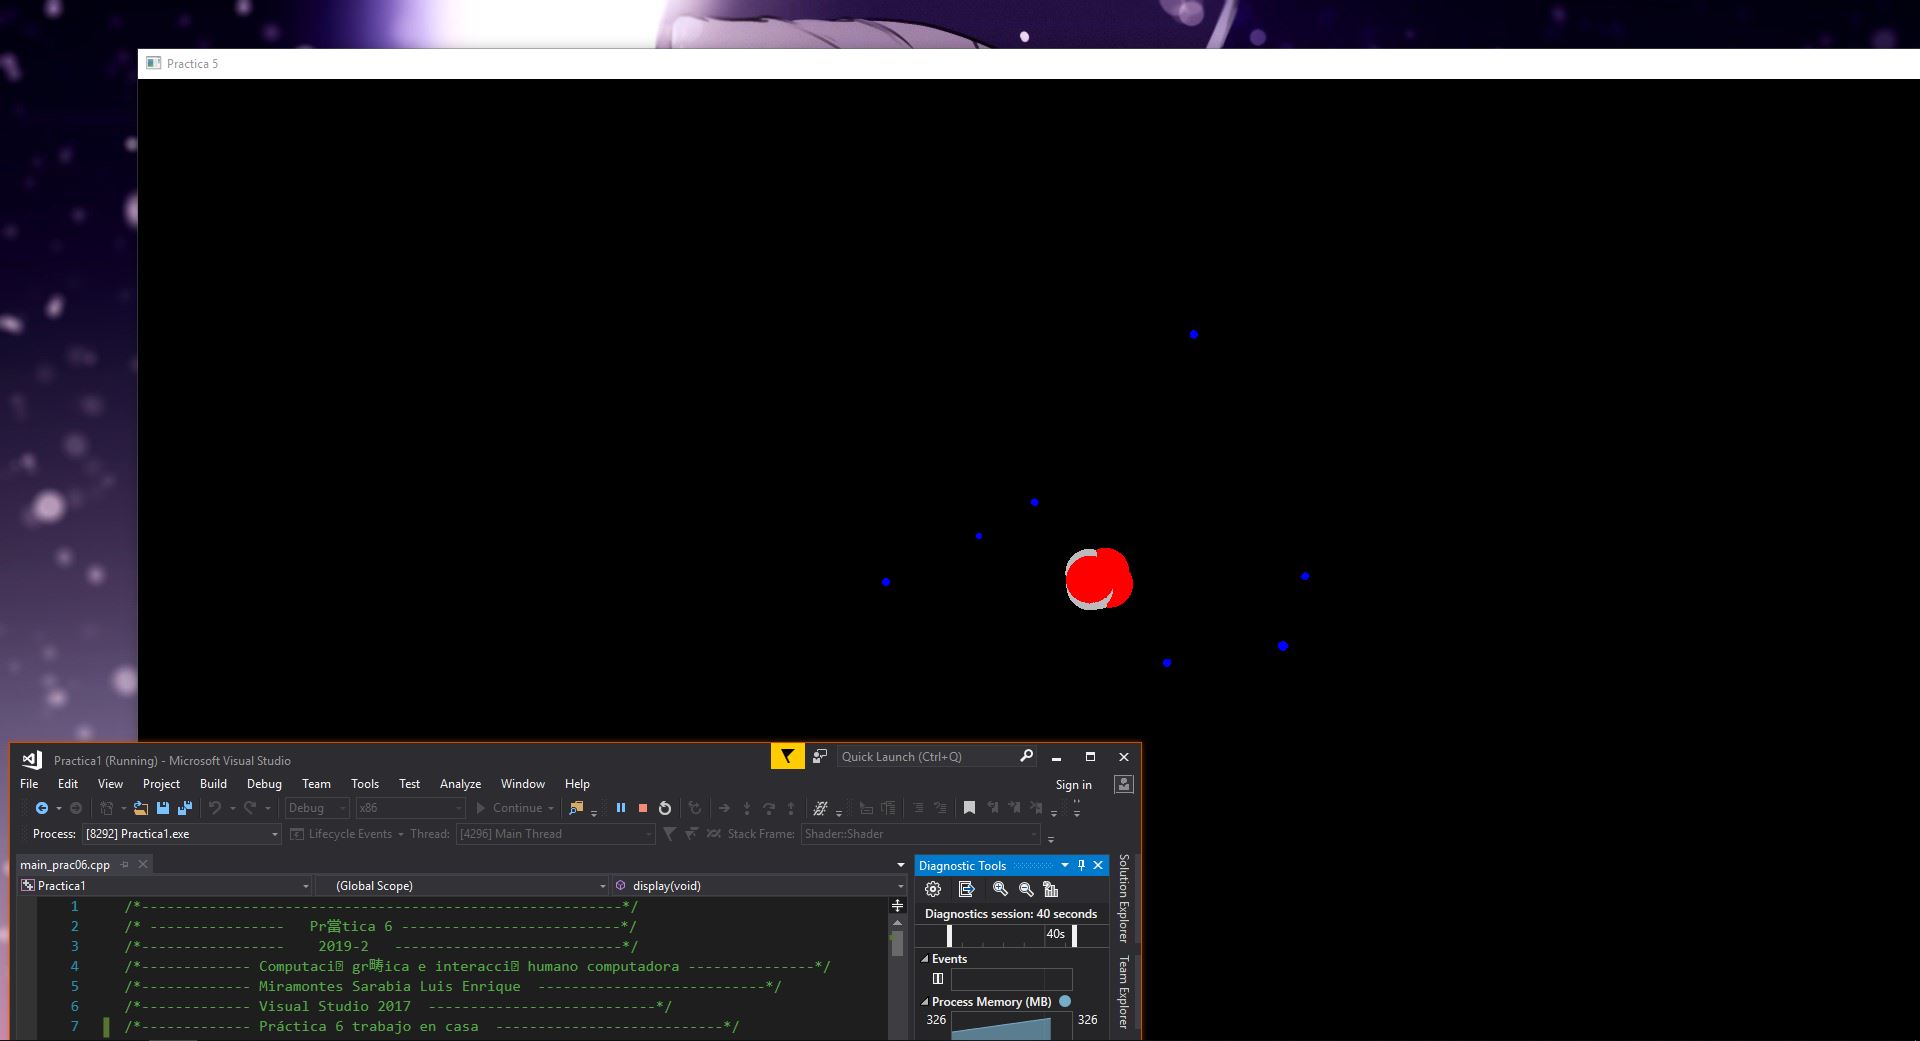 Practica 5
Practica1 (Running) - Microsoft Visual Studio
Quick Launch (Ctrl+Q)
File Edit View Project Build Debug Team Tools Test Analyze Window Help
Sign in
Debug x86 Continue
Process: [8292] Practica1.exe Lifecycle Events Thread: [4296] Main Thread Stack Frame: Shader::Shader
main_prac06.cpp
Practica1 (Global Scope) display(void)
1 /*-----------------------------------------------------------*/
2 /* ---------------- Pr當tica 6 ---------------------------*/
3 /*----------------- 2019-2 ----------------------------*/
4 /*------------- Computaci gr疇ica e interacci humano computadora ---------------*/
5 /*------------- Miramontes Sarabia Luis Enrique ----------------------------*/
6 /*------------- Visual Studio 2017 ----------------------------*/
7 /*------------- Práctica 6 trabajo en casa ----------------------------*/
Diagnostic Tools
Diagnostics session: 40 seconds
40s
Events
Process Memory (MB)
326 326
Solution Explorer
Team Explorer